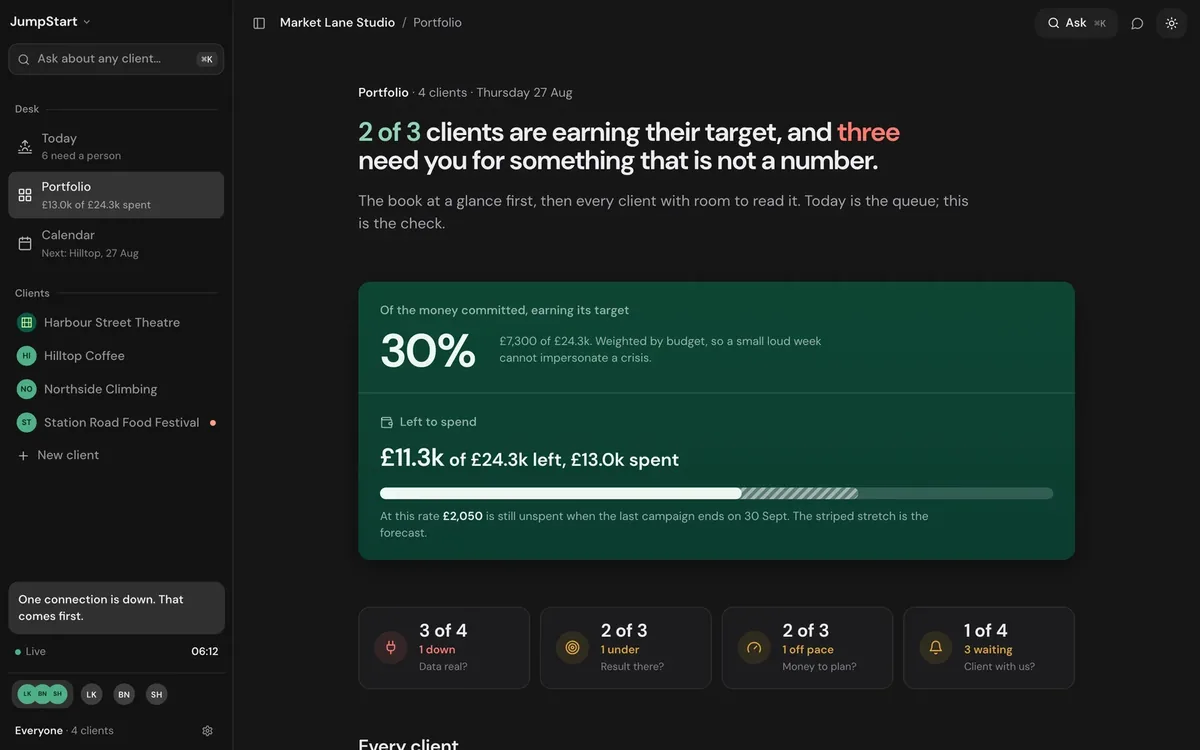 JumpStart
Ask about any client... ⌘K
Desk
Today
6 need a person
Portfolio
£13.0k of £24.3k spent
Calendar
Next: Hilltop, 27 Aug
Clients
Harbour Street Theatre
HI Hilltop Coffee
NO Northside Climbing
ST Station Road Food Festival
New client
One connection is down. That
comes first.
Live 06:12
LK BN SH LK BN SH
Everyone · 4 clients
Market Lane Studio / Portfolio
Ask ⌘K
Portfolio · 4 clients · Thursday 27 Aug
2 of 3 clients are earning their target, and three
need you for something that is not a number.
The book at a glance first, then every client with room to read it. Today is the queue; this
is the check.
Of the money committed, earning its target
30%
£7,300 of £24.3k. Weighted by budget, so a small loud week
cannot impersonate a crisis.
Left to spend
£11.3k of £24.3k left, £13.0k spent
At this rate £2,050 is still unspent when the last campaign ends on 30 Sept. The striped stretch is the
forecast.
3 of 4
1 down
Data real?
2 of 3
1 under
Result there?
2 of 3
1 off pace
Money to plan?
1 of 4
3 waiting
Client with us?
Every client